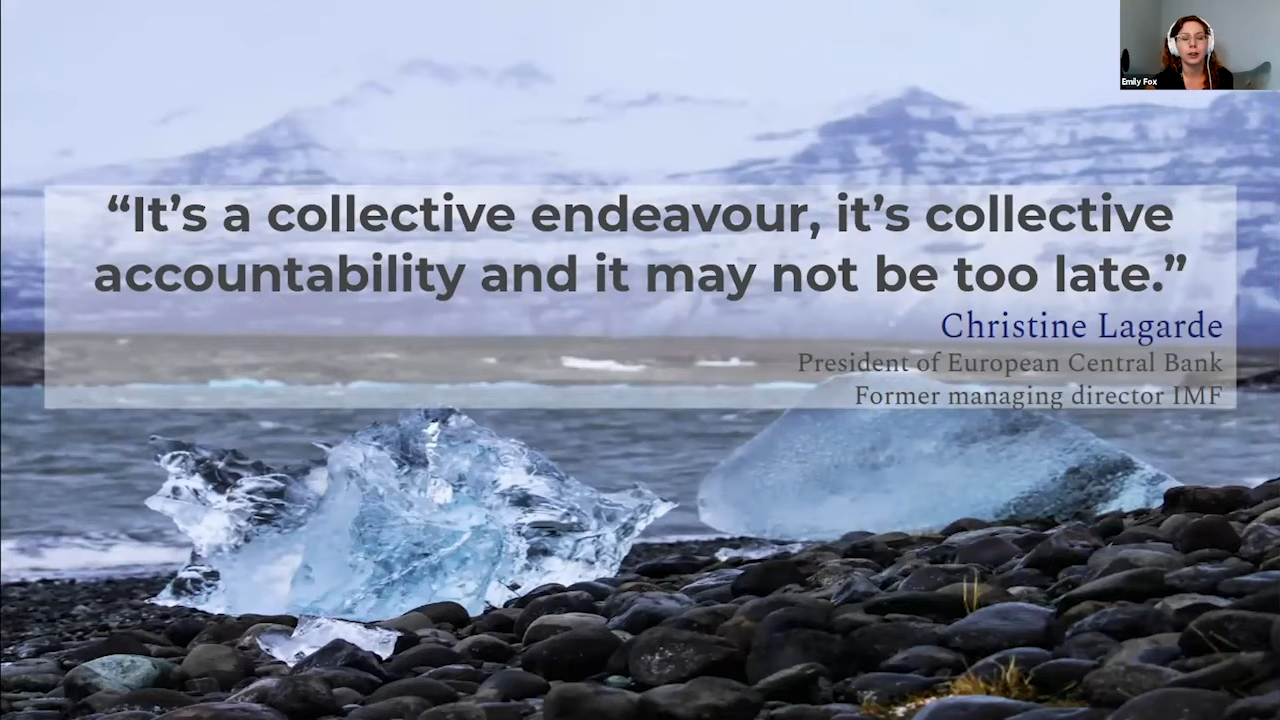 Emily Fox
“It’s a collective endeavour, it’s collective
accountability and it may not be too late.”
Christine Lagarde
President of European Central Bank
Former managing director IMF